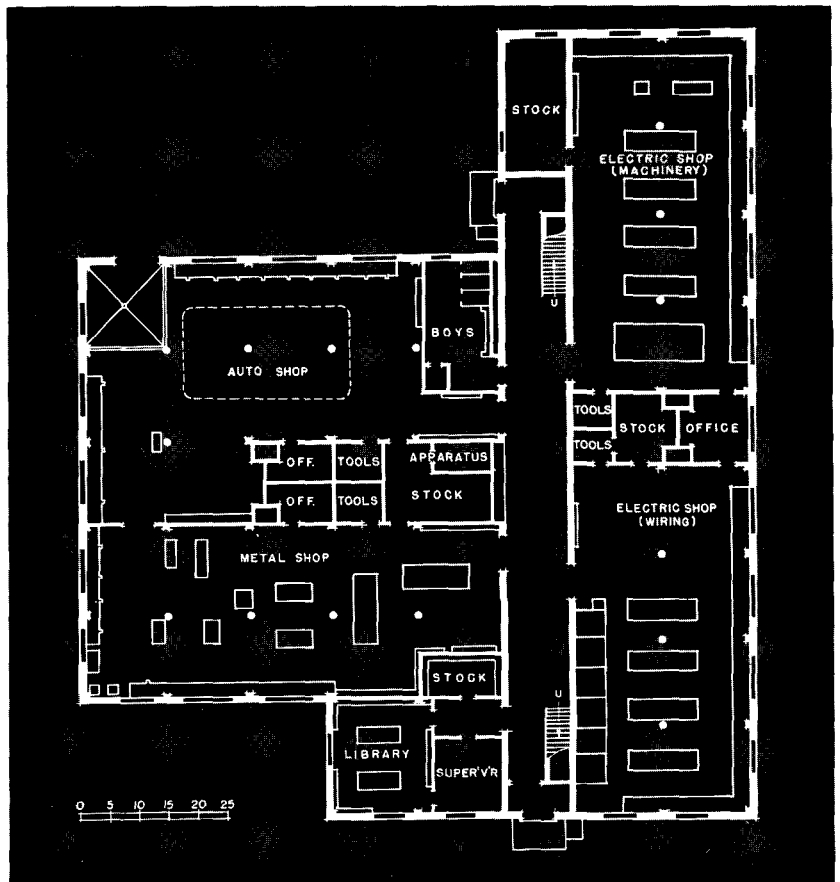 STOCK
ELECTRIC SHOP
(MACHINERY)
U
BOYS
AUTO SHOP
TOOLS
STOCK
OFFICE
TOOLS
OFF.
TOOLS
APPARATUS
OFF.
TOOLS
STOCK
ELECTRIC SHOP
(WIRING)
METAL SHOP
STOCK
U
LIBRARY
SUPER'V'R
0 5 10 15 20 25